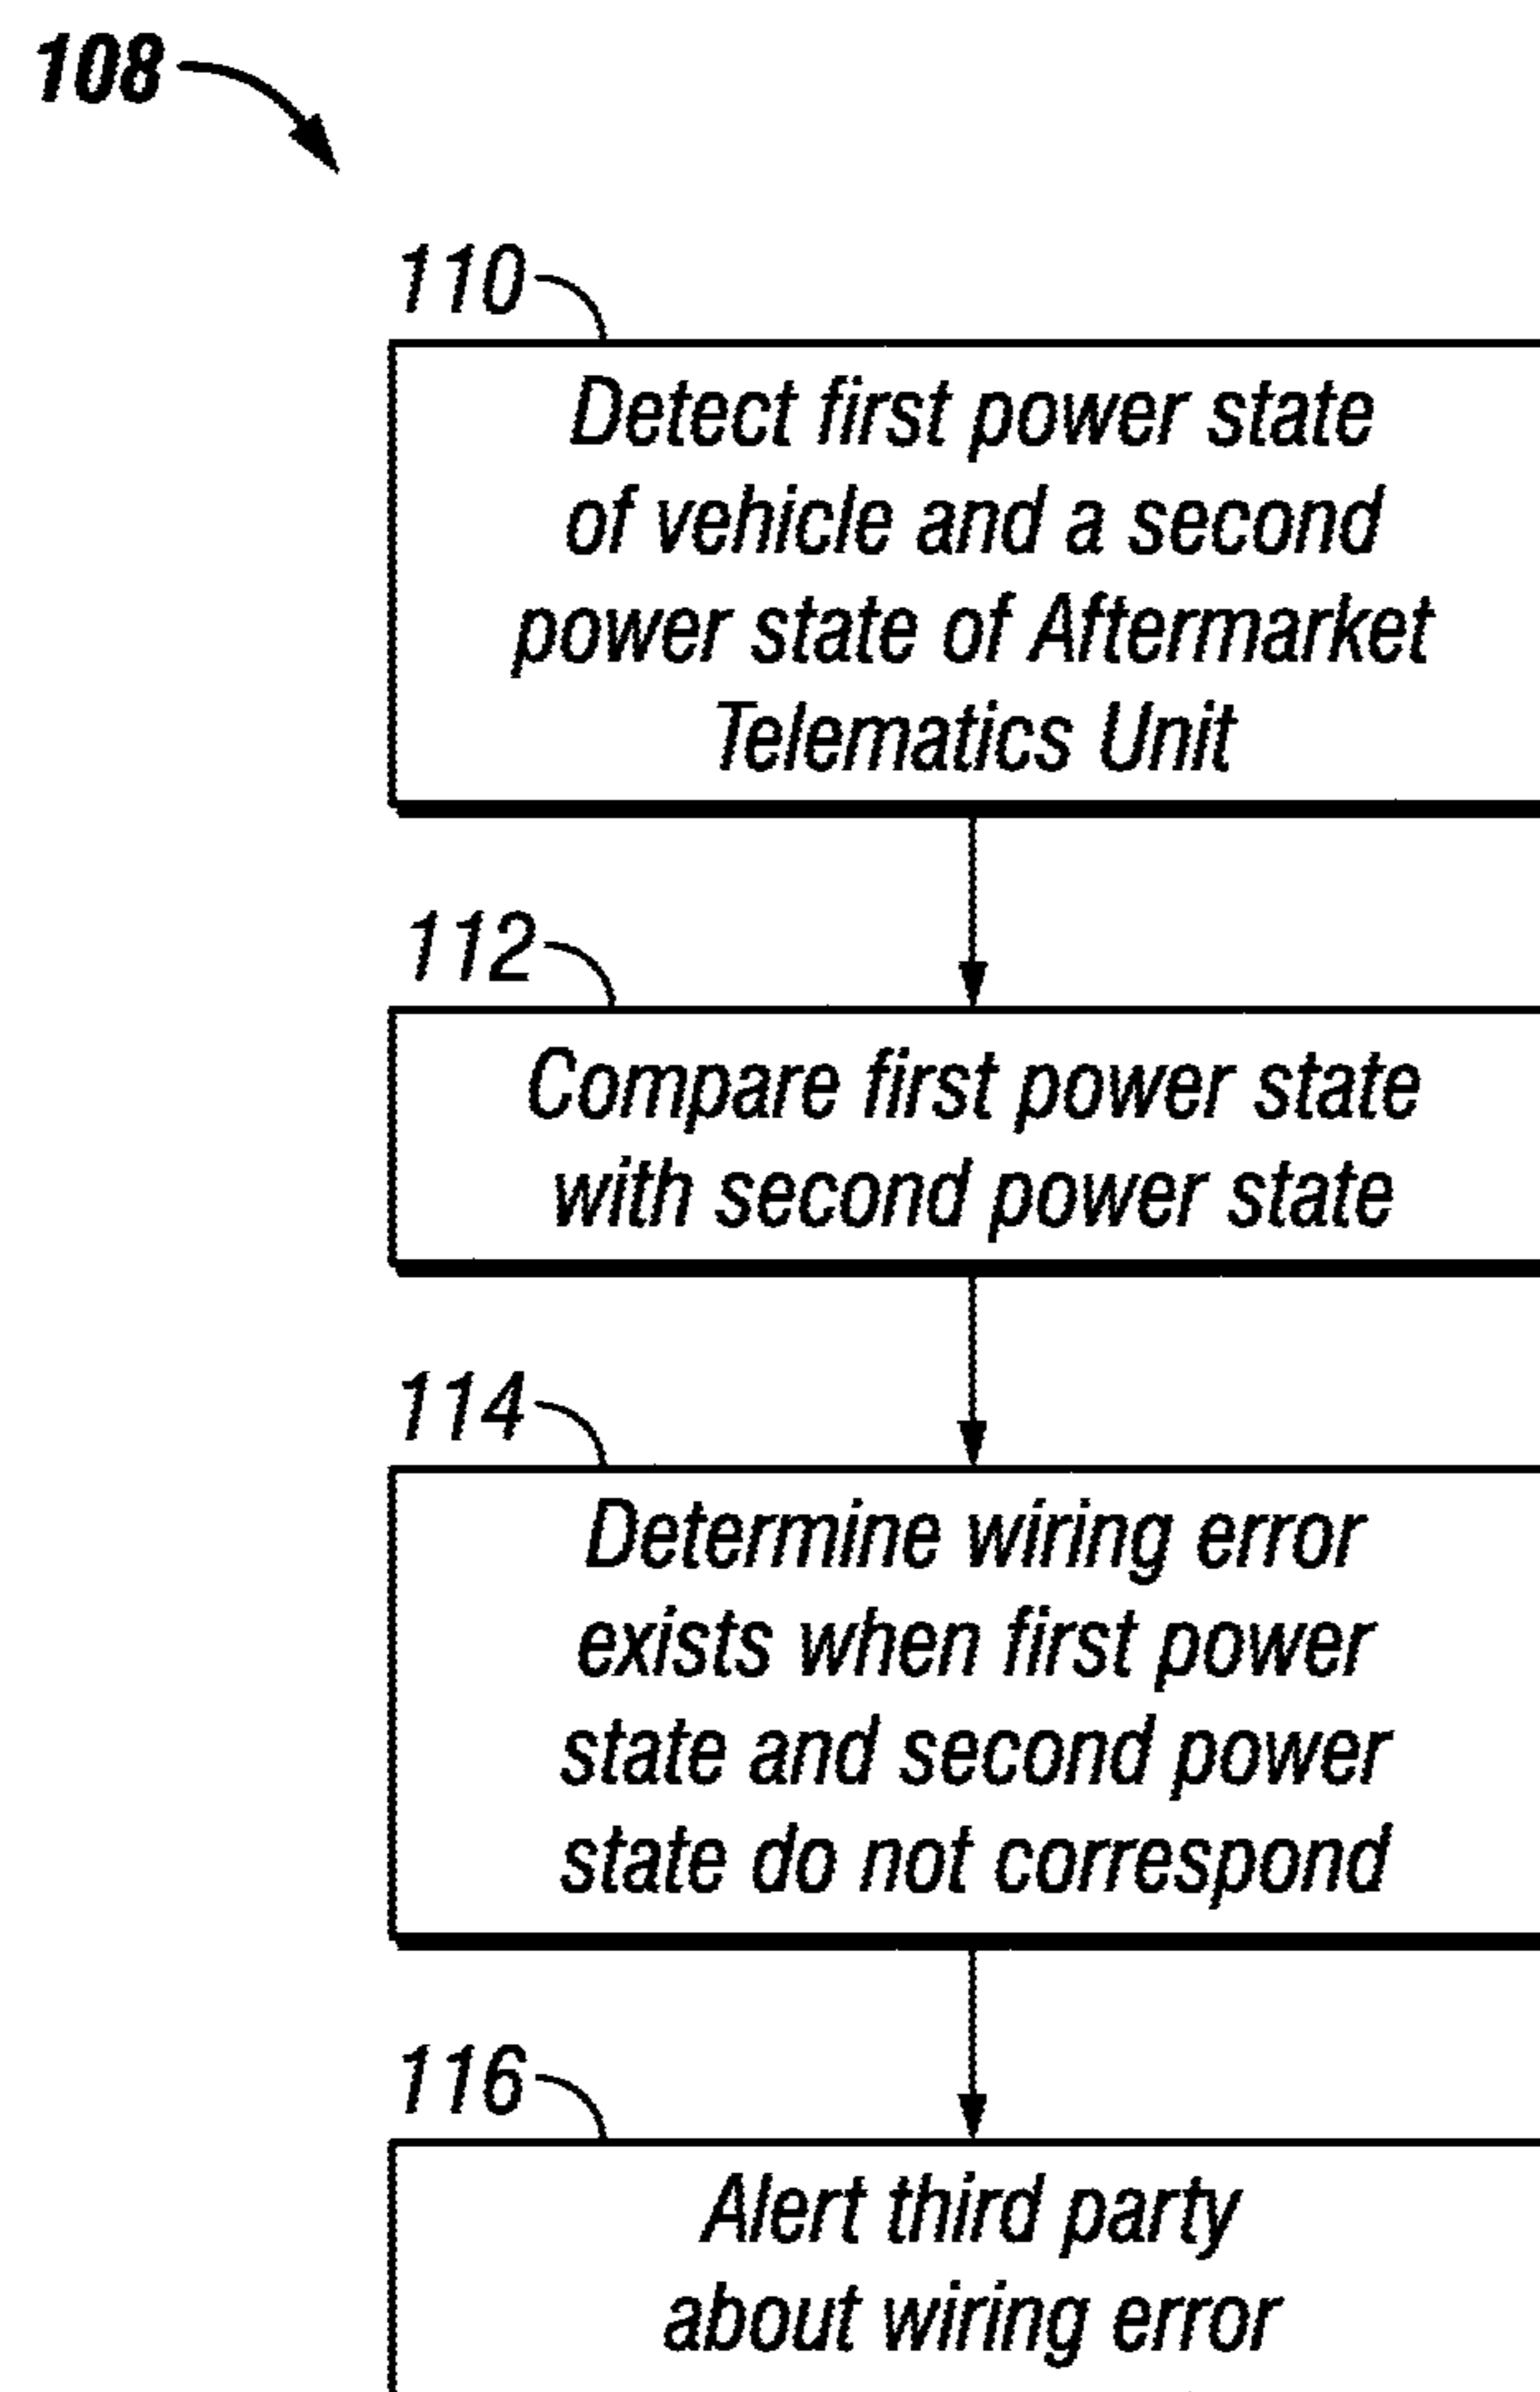 108
110
Detect first power state
of vehicle and a second
power state of Aftermarket
Telematics Unit
112
Compare first power state
with second power state
114
Determine wiring error
exists when first power
state and second power
state do not correspond
116
Alert third party
about wiring error